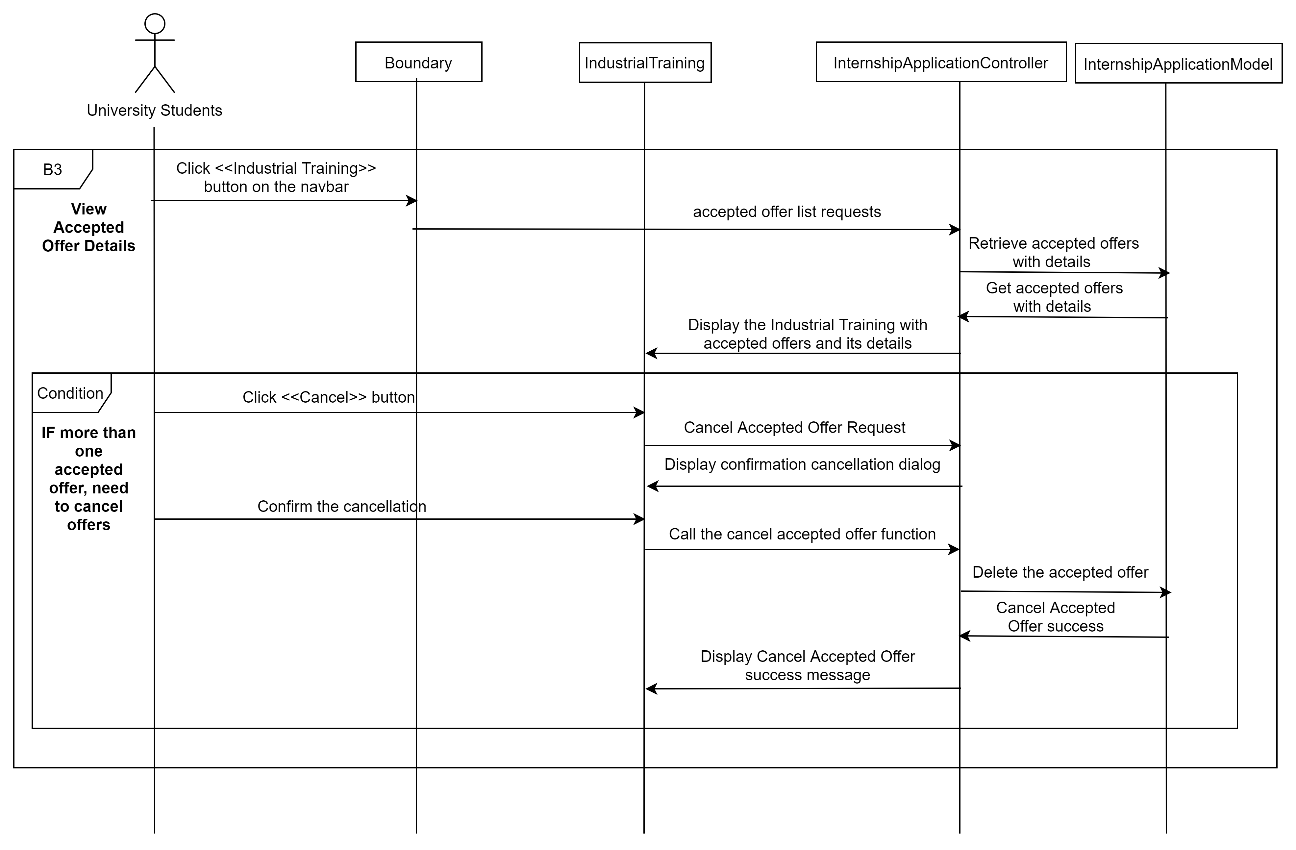 University Students
Boundary
IndustrialTraining
InternshipApplicationController
InternshipApplicationModel
B3
View
Accepted
Offer Details
Click <<Industrial Training>>
button on the navbar
accepted offer list requests
Retrieve accepted offers
with details
Get accepted offers
with details
Display the Industrial Training with
accepted offers and its details
Condition
IF more than
one
accepted
offer, need
to cancel
offers
Click <<Cancel>> button
Cancel Accepted Offer Request
Display confirmation cancellation dialog
Confirm the cancellation
Call the cancel accepted offer function
Delete the accepted offer
Cancel Accepted
Offer success
Display Cancel Accepted Offer
success message